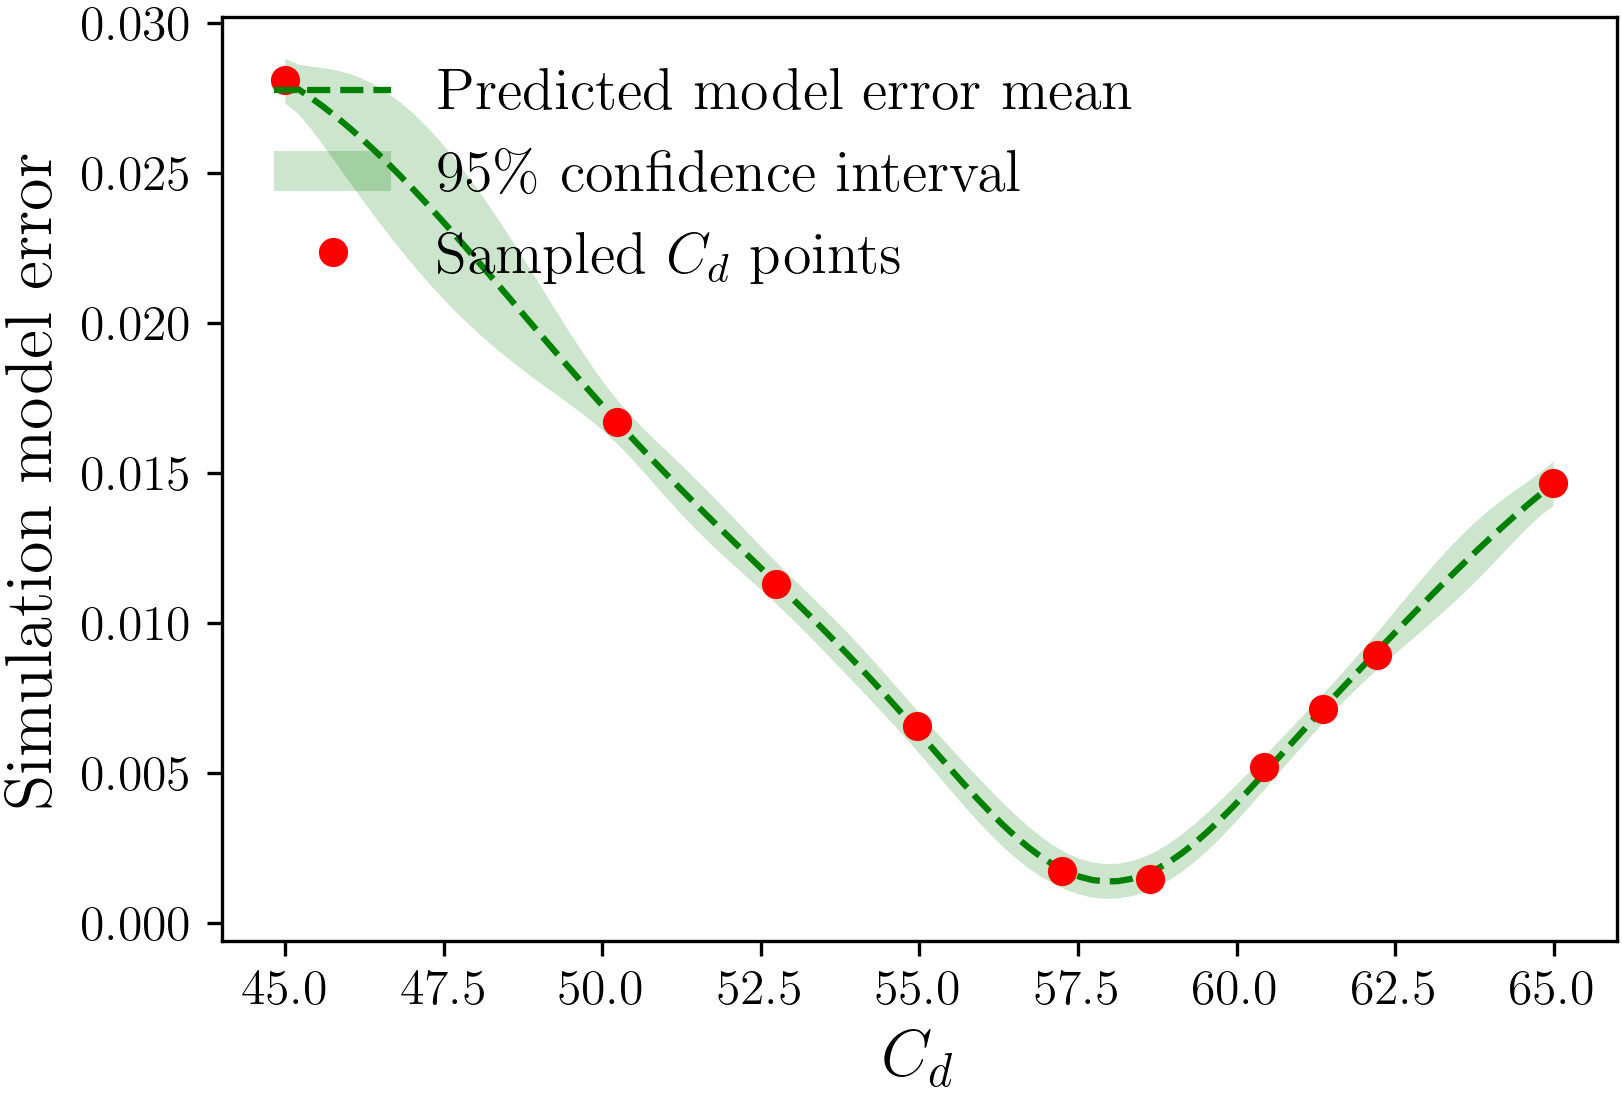 0.030
0.025
0.020
0.015
0.010
0.005
0.000
Simulation model error
Predicted model error mean
95% confidence interval
Sampled C_d points
45.0 47.5 50.0 52.5 55.0 57.5 60.0 62.5 65.0
C_d